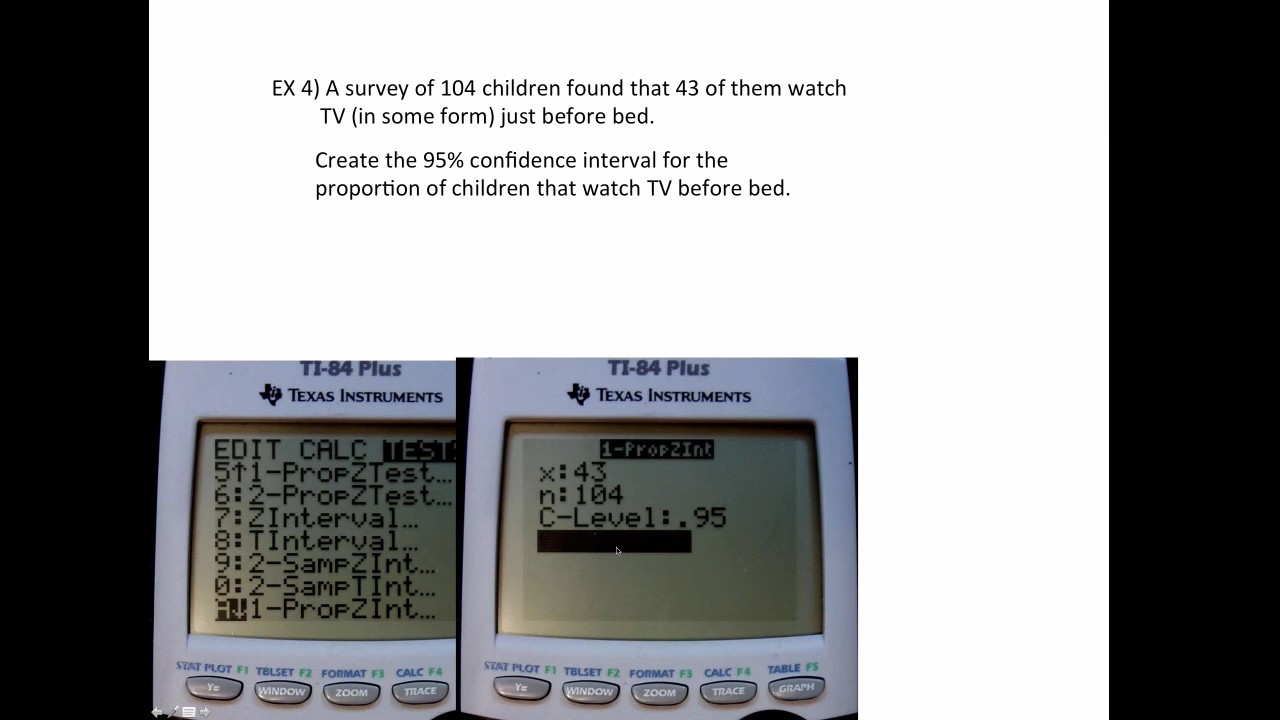 EX 4) A survey of 104 children found that 43 of them watch
TV (in some form) just before bed.
Create the 95% confidence interval for the
proportion of children that watch TV before bed.
TI-84 Plus
TEXAS INSTRUMENTS
EDIT CALC TESTS
5↑1-PropZTest…
6:2-PropZTest…
7:ZInterval…
8:TInterval…
9:2-SampZInt…
0:2-SampTInt…
A↓1-PropZInt…
STAT PLOT F1 TBLSET F2 FORMAT F3 CALC F4
Y= WINDOW ZOOM TRACE
TI-84 Plus
TEXAS INSTRUMENTS
1-PropZInt
x:43
n:104
C-Level:.95
STAT PLOT F1 TBLSET F2 FORMAT F3 CALC F4 TABLE F5
Y= WINDOW ZOOM TRACE GRAPH